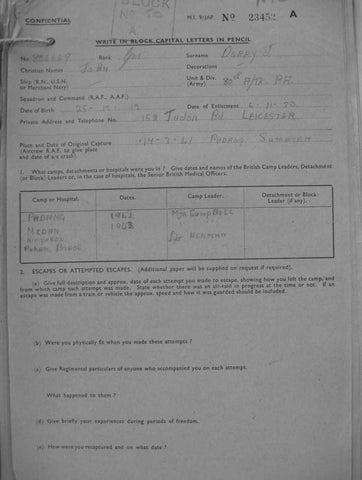 BLOCK
No 50
A
CONFIDENTIAL
M.I. 9/JAP No 23452 A
WRITE IN BLOCK CAPITAL LETTERS IN PENCIL
No. Rank Gnr Surname DERRY J
Christian Names JOHN Decorations
Ship (R.N., U.S.N. or Merchant Navy) Unit & Div. (Army) R.A.
Squadron and Command (R.A.F., A.A.F.)
Date of Birth 25. 12. Date of Enlistment 6. 11.
Private Address and Telephone No. 158 Tudor Rd LEICESTER
Place and Date of Original Capture PADANG SUMATRA
(Aircrew R.A.F. to give place
and date of a/c crash).
1. What camps, detachments or hospitals were you in? Give dates and names of the British Camp Leaders, Detachment
(or Block) Leaders or, in case of the hospitals, the Senior British Medical Officers.
Camp or Hospital. Dates. Camp Leader. Detachment or Block Leader (if any).
PADANG Mjr CAMPBELL
MEDAN
2. ESCAPES OR ATTEMPTED ESCAPES. (Additional paper will be supplied on request if required).
(a) Give full description and approx. date of each attempt you made to escape, showing how you left the camp, and
from which camp each attempt was made. State whether there was an air-raid in progress at the time or not. If an
escape was made from a train or vehicle the approx. speed and how it was guarded should be included.
(b) Were you physically fit when you made these attempts?
(c) Give Regimental particulars of anyone who accompanied you on each attempt.
What happened to them?
(d) Give briefly your experiences during periods of freedom.
(e) How were you recaptured and on what date?